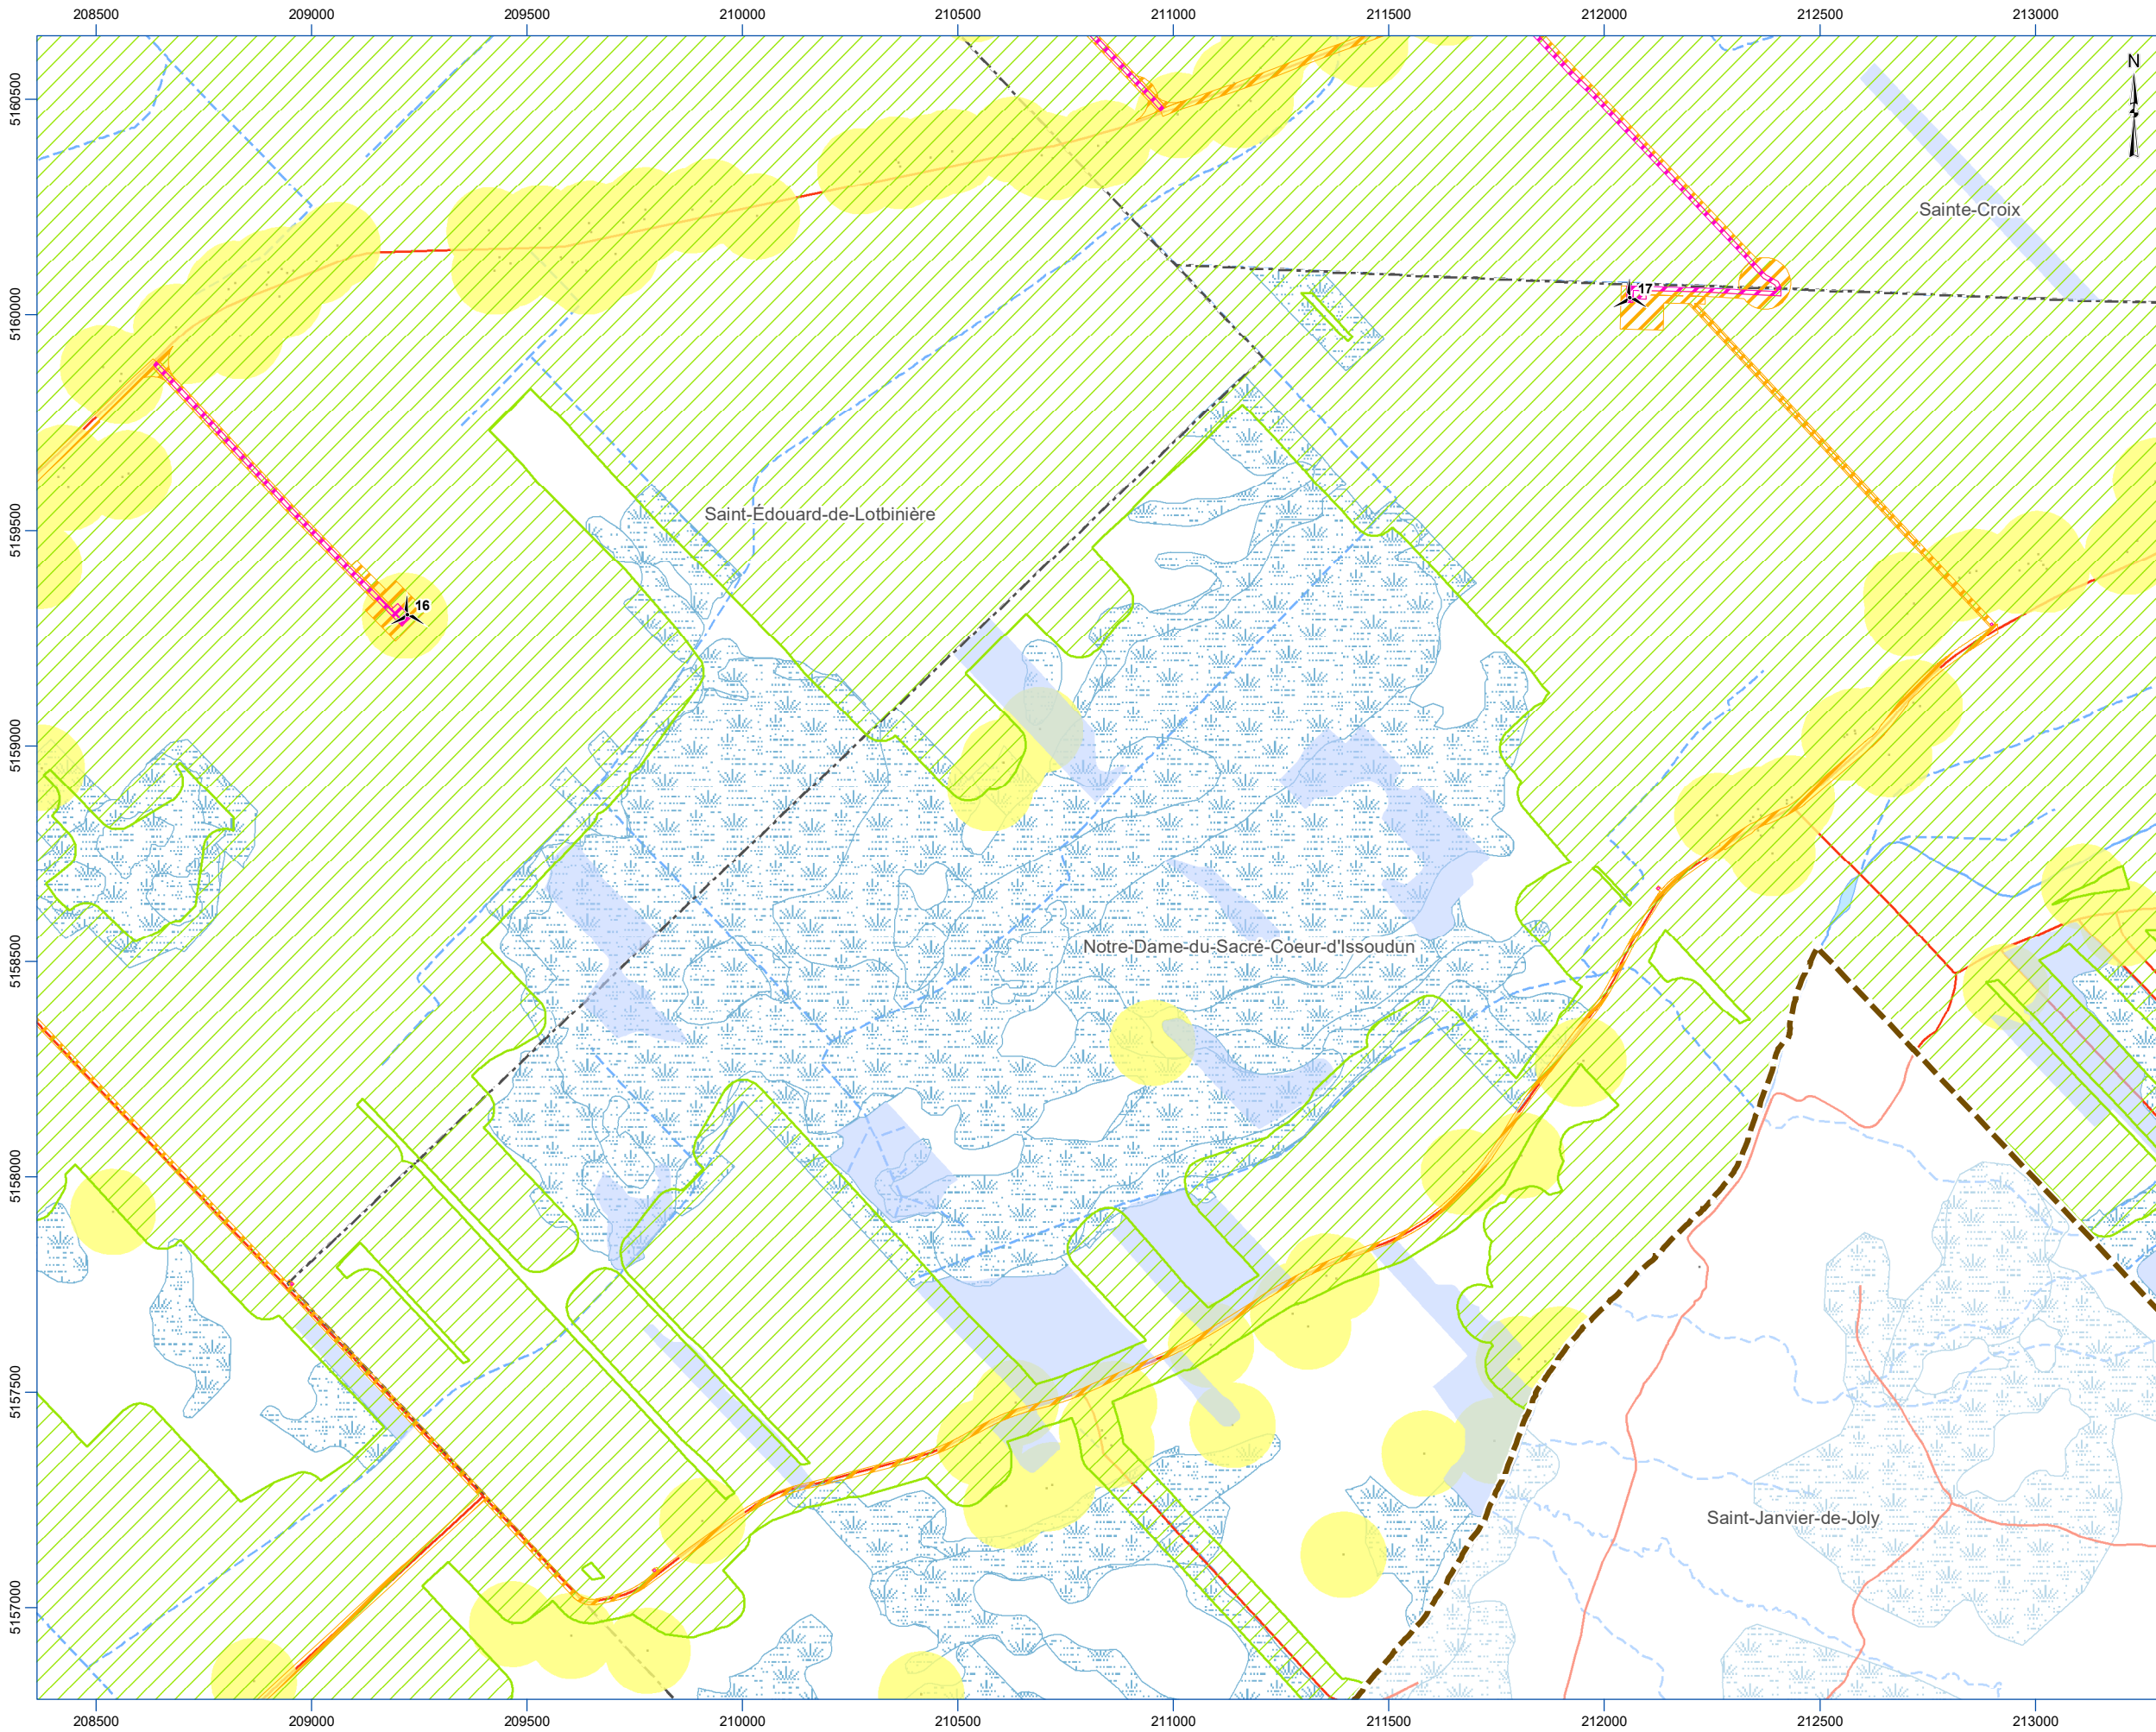 208500 209000 209500 210000 210500 211000 211500 212000 212500 213000
N
5160500
Sainte-Croix
17
5160000
5159500
Saint-Édouard-de-Lotbinière
16
5159000
5158500
Notre-Dame-du-Sacré-Coeur-d'Issoudun
5158000
5157500
Saint-Janvier-de-Joly
5157000
208500 209000 209500 210000 210500 211000 211500 212000 212500 213000